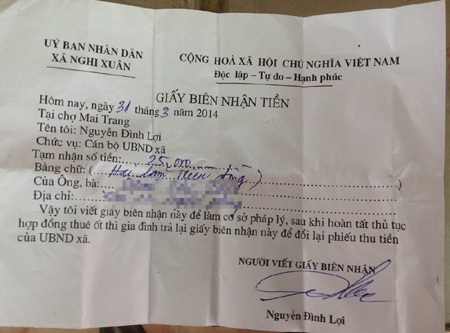 UỶ BAN NHÂN DÂN
XÃ NGHI XUÂN
CỘNG HOÀ XÃ HỘI CHỦ NGHĨA VIỆT NAM
Độc lập – Tự do – Hạnh phúc
GIẤY BIÊN NHẬN TIỀN
Hôm nay, ngày 31 tháng 3 năm 2014
Tại chợ Mai Trang
Tên tôi: Nguyễn Đình Lợi
Chức vụ: Cán bộ UBND xã
Tạm nhận số tiền: 25.000
Bằng chữ: (Hai năm nghìn đồng)
Của Ông, bà:
Địa chỉ:
Vậy tôi viết giấy biên nhận này để làm cơ sở pháp lý, sau khi hoàn tất thủ tục
hợp đồng thuê ốt thì gia đình trả lại giấy biên nhận này để đổi lại phiếu thu tiền
của UBND xã.
NGƯỜI VIẾT GIẤY BIÊN NHẬN
Nguyễn Đình Lợi